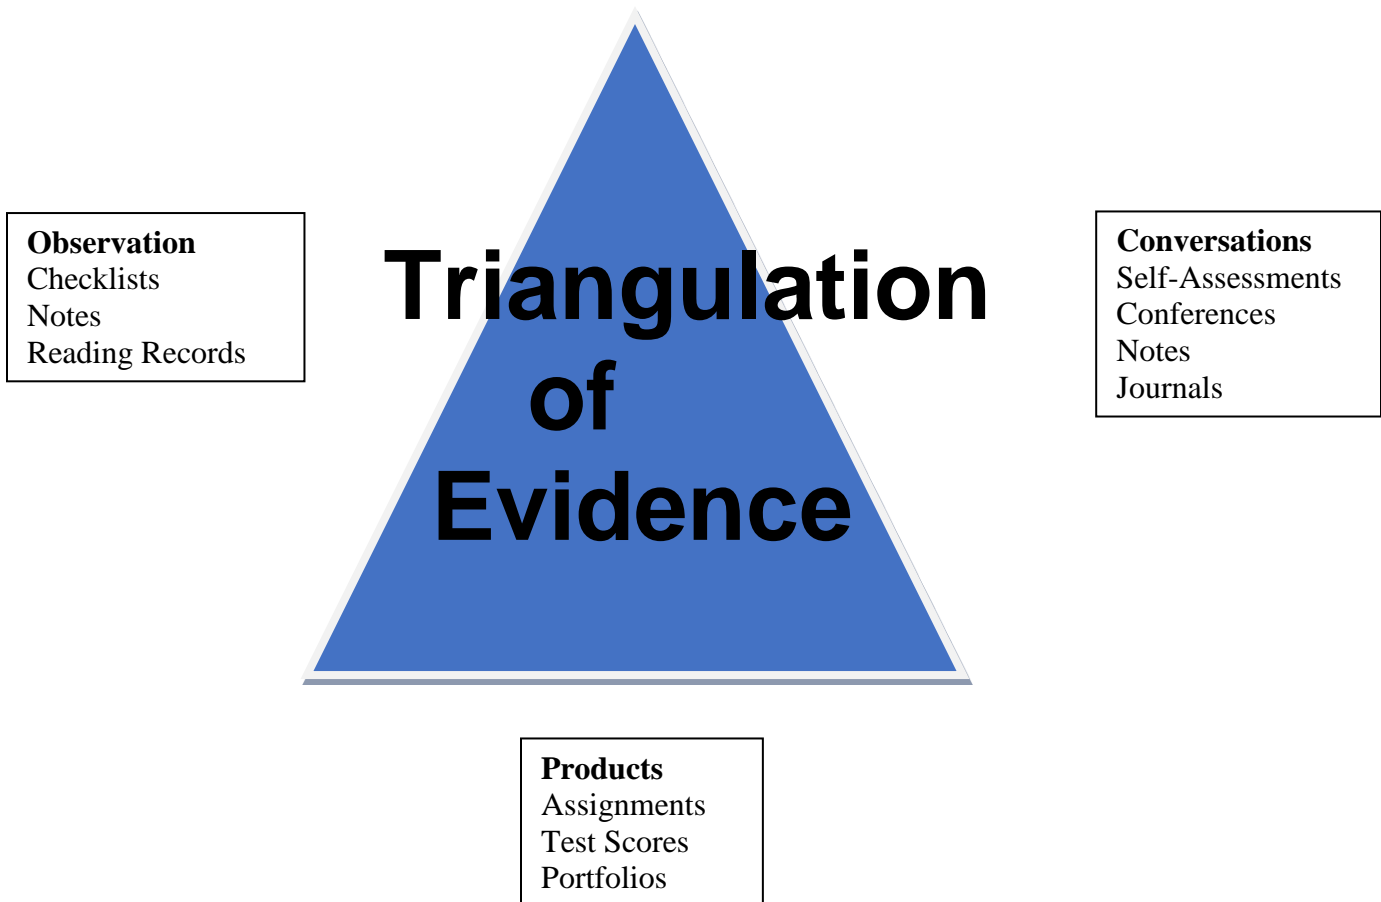 Triangulation
of
Evidence
Observation
Checklists
Notes
Reading Records
Conversations
Self-Assessments
Conferences
Notes
Journals
Products
Assignments
Test Scores
Portfolios